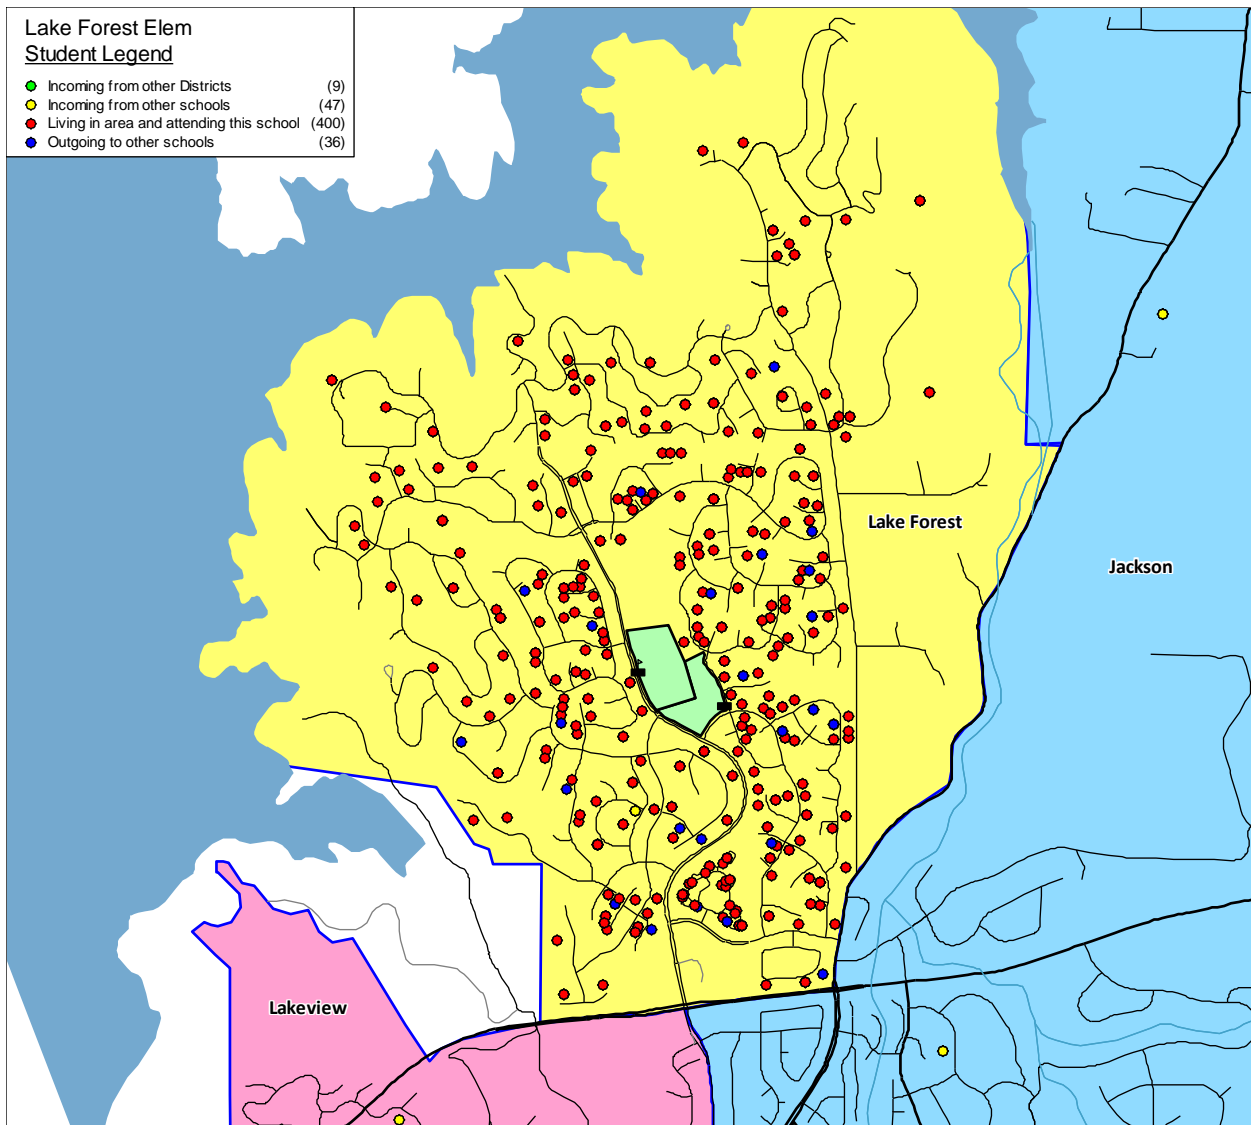 Lake Forest Elem
Student Legend
Incoming from other Districts (9)
Incoming from other schools (47)
Living in area and attending this school (400)
Outgoing to other schools (36)
Lake Forest
Jackson
Lakeview